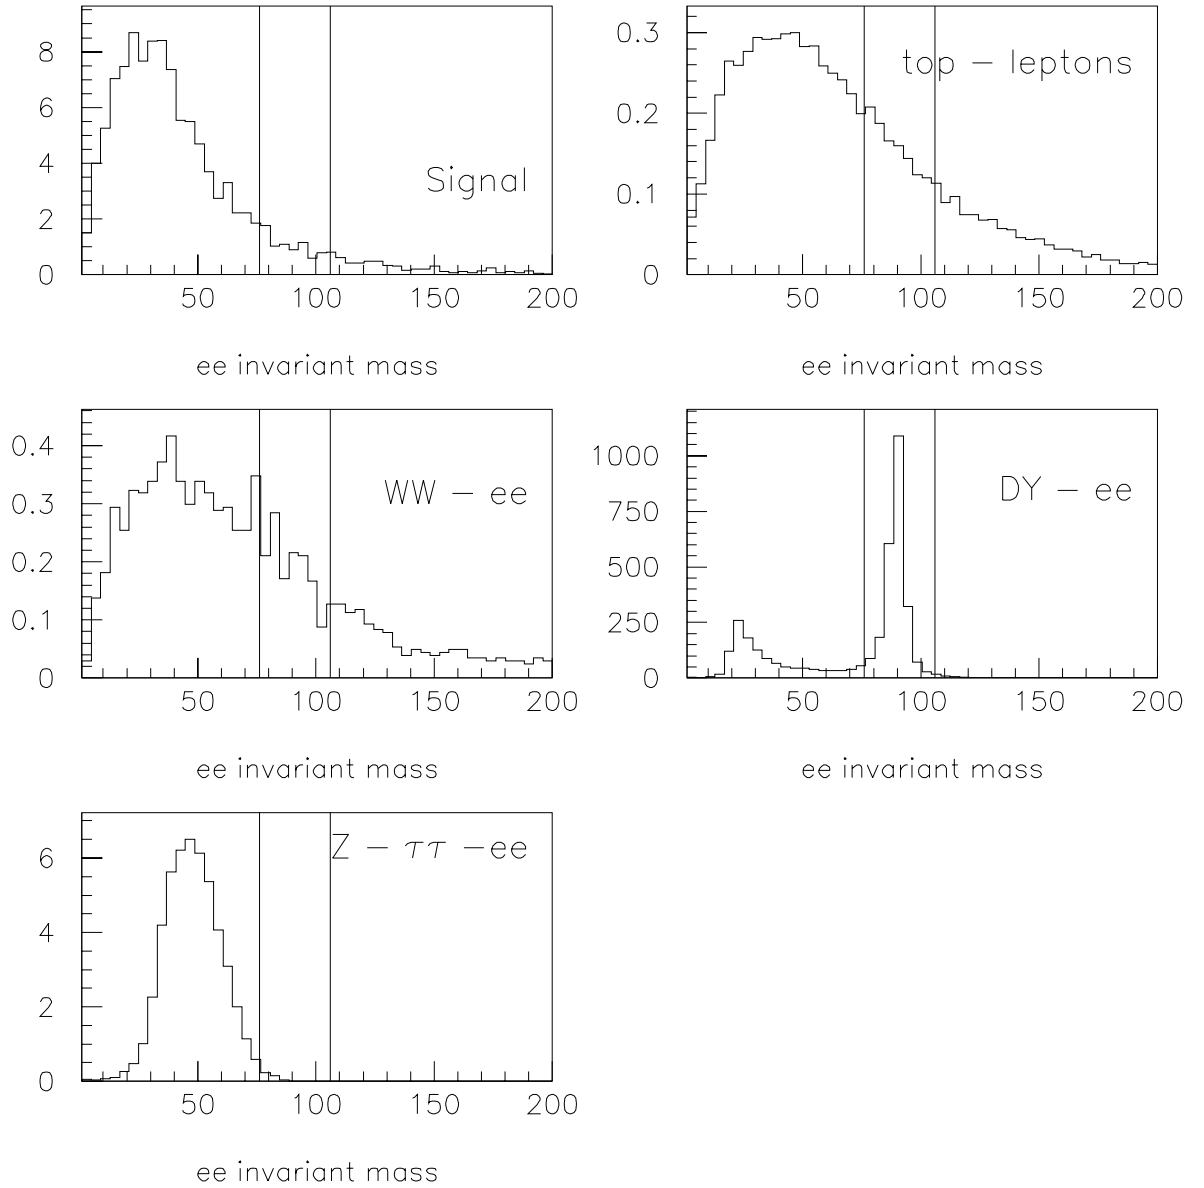 8
6
4
2
0
Signal
50 100 150 200
ee invariant mass
0.3
0.2
0.1
0
top - leptons
50 100 150 200
ee invariant mass
0.4
0.3
0.2
0.1
0
WW - ee
50 100 150 200
ee invariant mass
1000
750
500
250
0
DY - ee
50 100 150 200
ee invariant mass
6
4
2
0
Z - ττ -ee
50 100 150 200
ee invariant mass